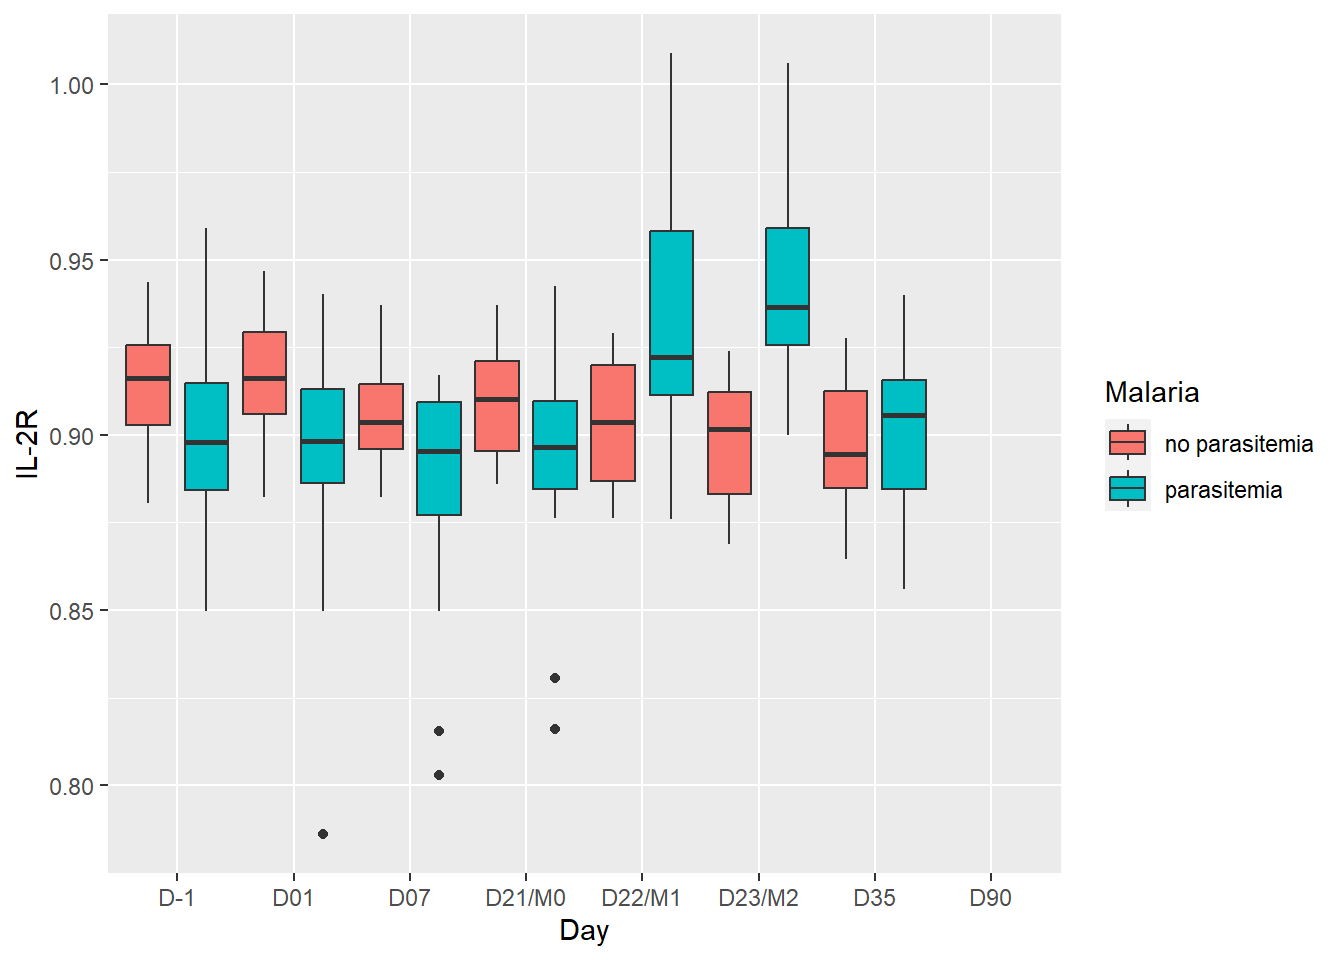 1.00
0.95
0.90
0.85
0.80
IL-2R
D-1 D01 D07 D21/M0 D22/M1 D23/M2 D35 D90
Day
Malaria
no parasitemia
parasitemia